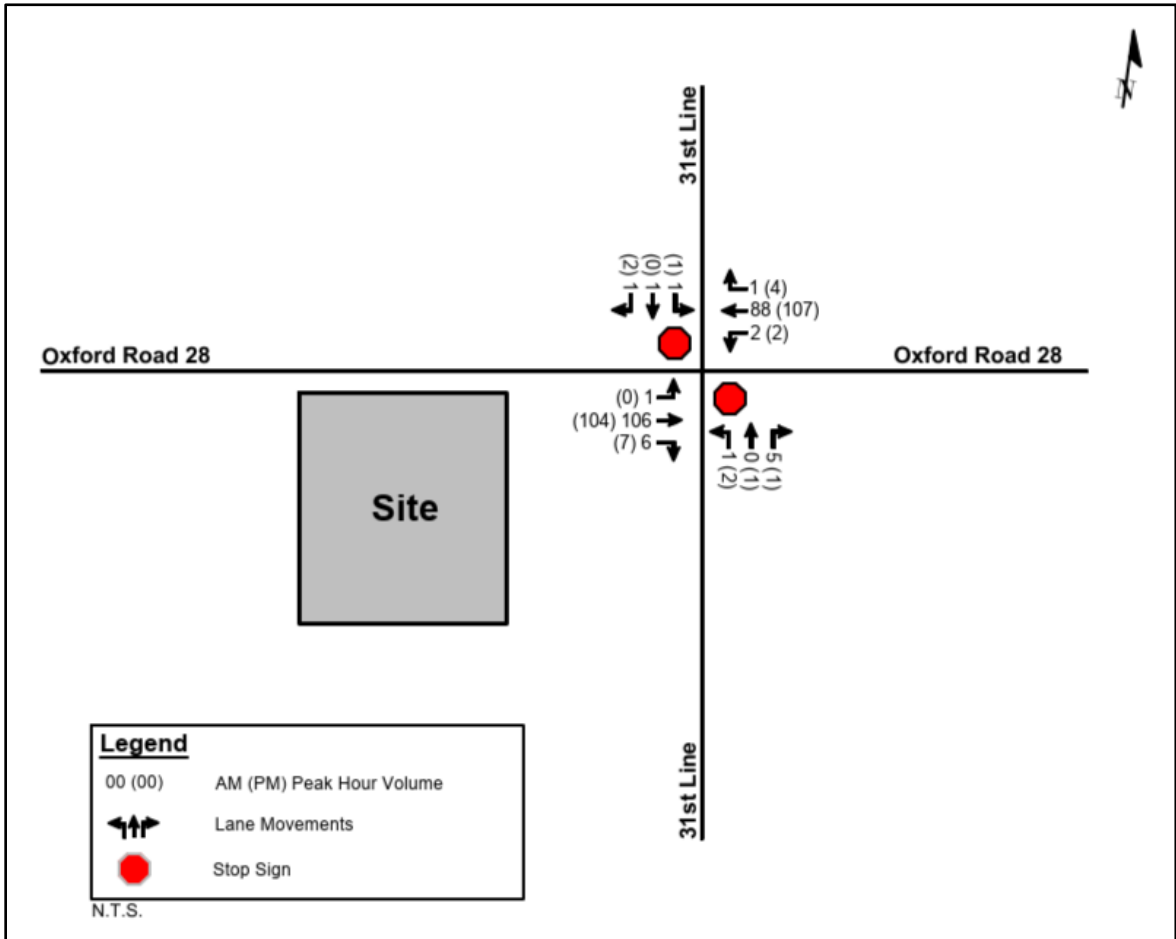 N
31st Line
(2) 1
(0) 1
(1) 1
1 (4)
88 (107)
2 (2)
Oxford Road 28
Oxford Road 28
(0) 1
(104) 106
(7) 6
1 (2)
0 (1)
5 (1)
Site
31st Line
Legend
00 (00) AM (PM) Peak Hour Volume
Lane Movements
Stop Sign
N.T.S.